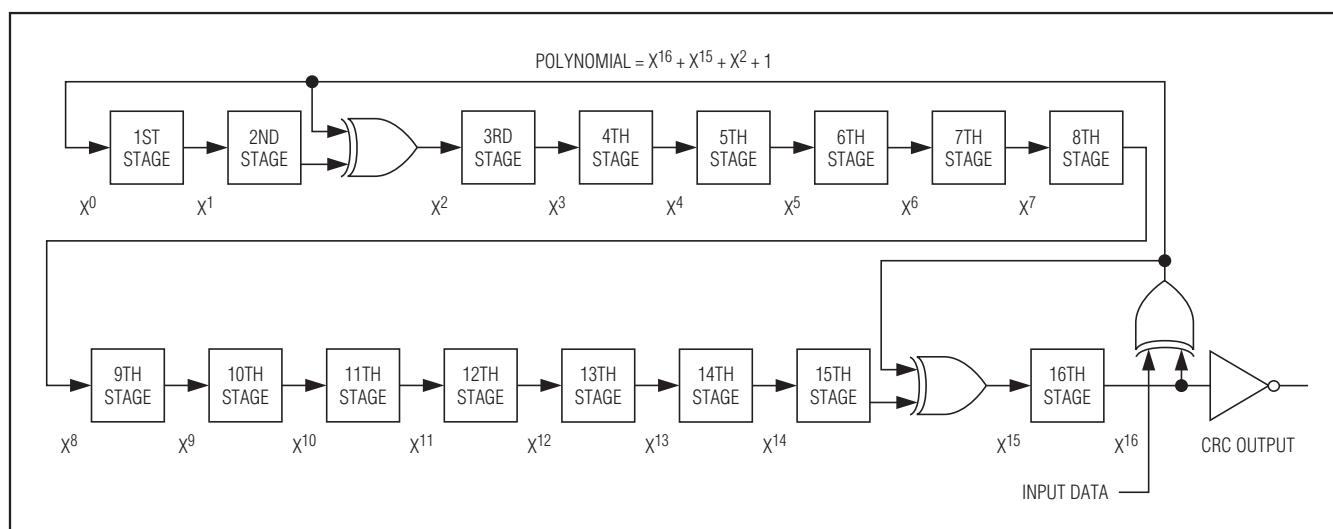 POLYNOMIAL = X¹⁶ + X¹⁵ + X² + 1
1ST STAGE
2ND STAGE
3RD STAGE
4TH STAGE
5TH STAGE
6TH STAGE
7TH STAGE
8TH STAGE
X⁰
X¹
X²
X³
X⁴
X⁵
X⁶
X⁷
9TH STAGE
10TH STAGE
11TH STAGE
12TH STAGE
13TH STAGE
14TH STAGE
15TH STAGE
16TH STAGE
X⁸
X⁹
X¹⁰
X¹¹
X¹²
X¹³
X¹⁴
X¹⁵
X¹⁶
CRC OUTPUT
INPUT DATA